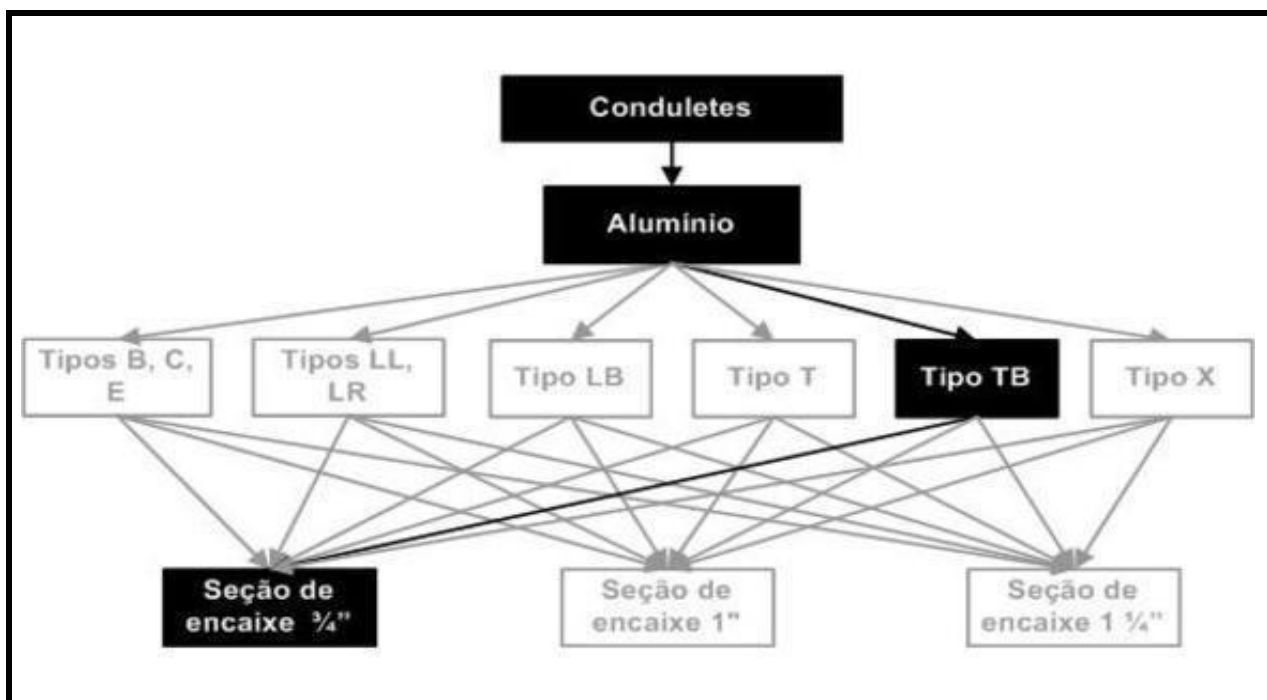 Conduletes
Alumínio
Tipos B, C,
E
Tipos LL,
LR
Tipo LB
Tipo T
Tipo TB
Tipo X
Seção de
encaixe ¾”
Seção de
encaixe 1"
Seção de
encaixe 1 ¼”